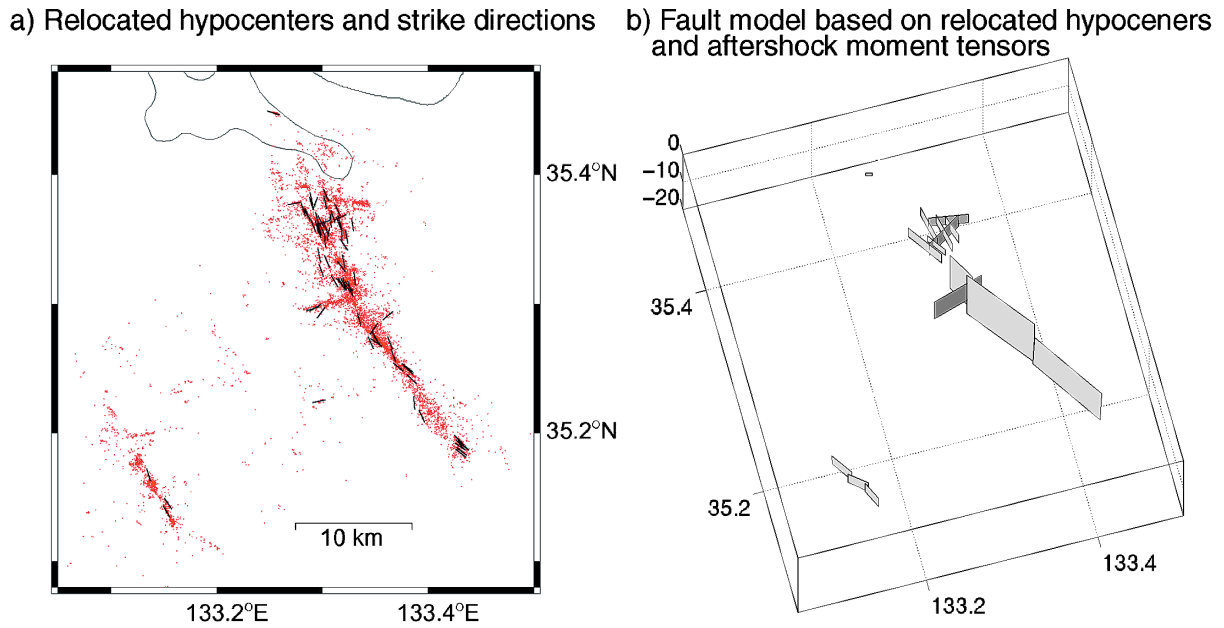 a) Relocated hypocenters and strike directions
35.4°N
35.2°N
10 km
133.2°E
133.4°E
b) Fault model based on relocated hypoceners
and aftershock moment tensors
0
−10
−20
35.4
35.2
133.4
133.2